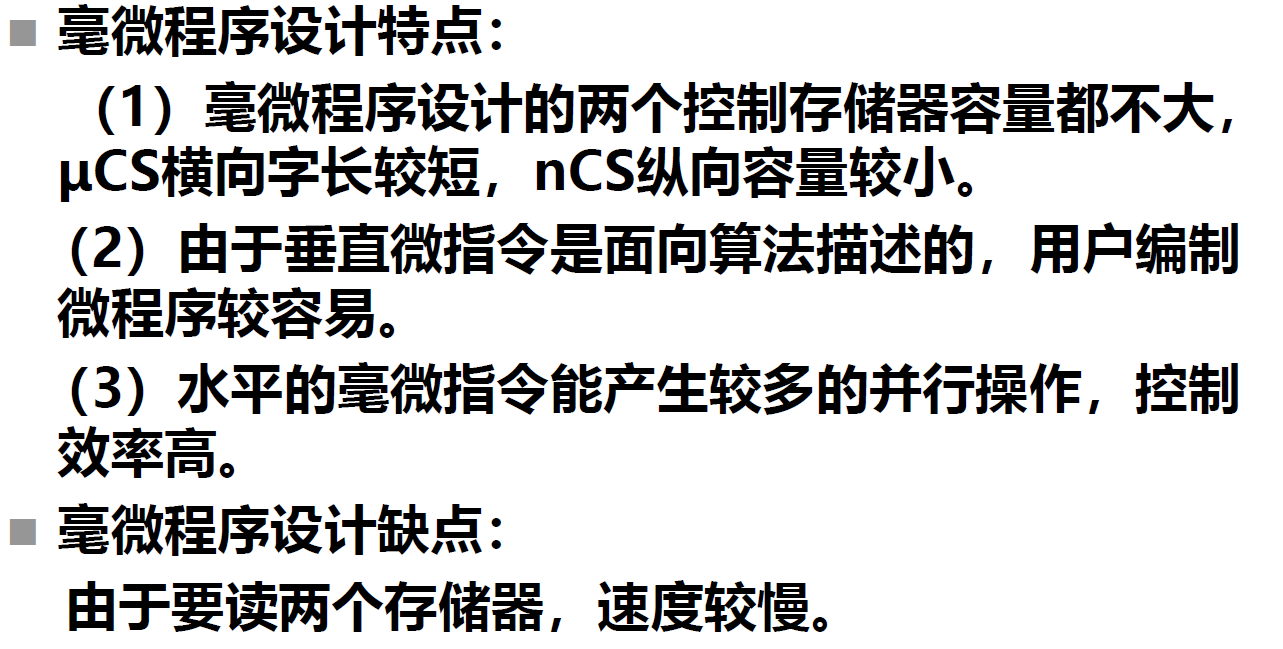 ■ 毫微程序设计特点：
（1）毫微程序设计的两个控制存储器容量都不大，
μCS横向字长较短，nCS纵向容量较小。
（2）由于垂直微指令是面向算法描述的，用户编制
微程序较容易。
（3）水平的毫微指令能产生较多的并行操作，控制
效率高。
■ 毫微程序设计缺点：
由于要读两个存储器，速度较慢。